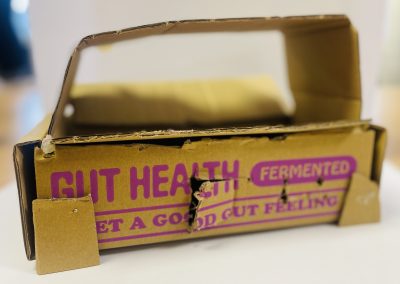 GUT HEALTH FERMENTED
ET A GOOD GUT FEELING